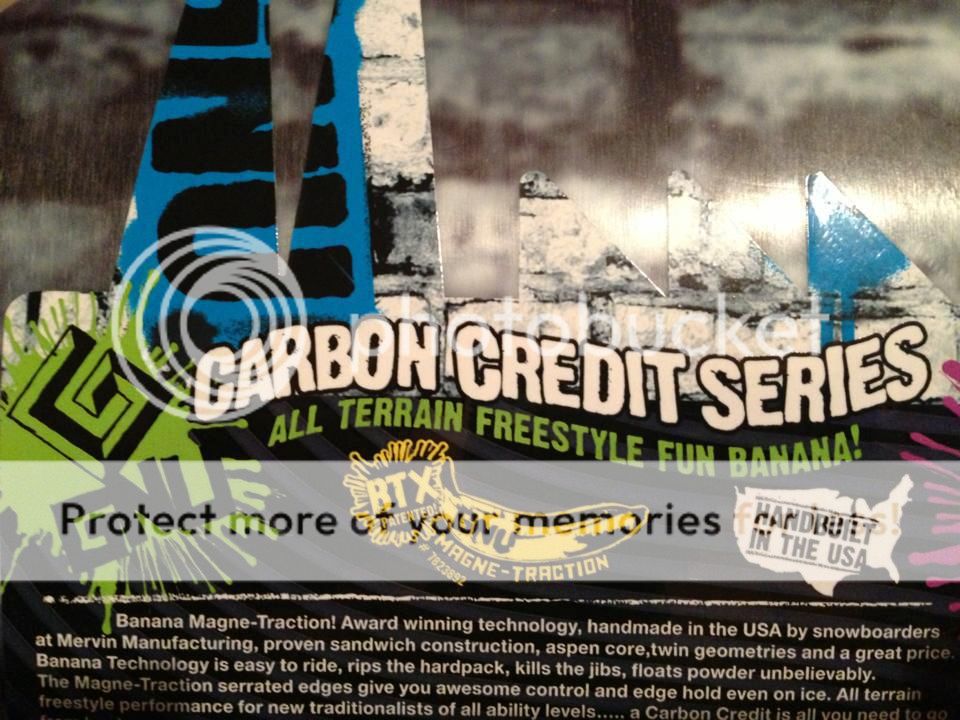 photobucket
CARBON CREDIT SERIES
ALL TERRAIN FREESTYLE FUN BANANA!
BTX
PATENTED!
GNU
MAGNE-TRACTION
HANDBUILT
IN THE USA
Protect more of your memories for less!
Banana Magne-Traction! Award winning technology, handmade in the USA by snowboarders
at Mervin Manufacturing, proven sandwich construction, aspen core,twin geometries and a great price.
Banana Technology is easy to ride, rips the hardpack, kills the jibs, floats powder unbelievably.
The Magne-Traction serrated edges give you awesome control and edge hold even on ice. All terrain
freestyle performance for new traditionalists of all ability levels..... a Carbon Credit is all you need to go